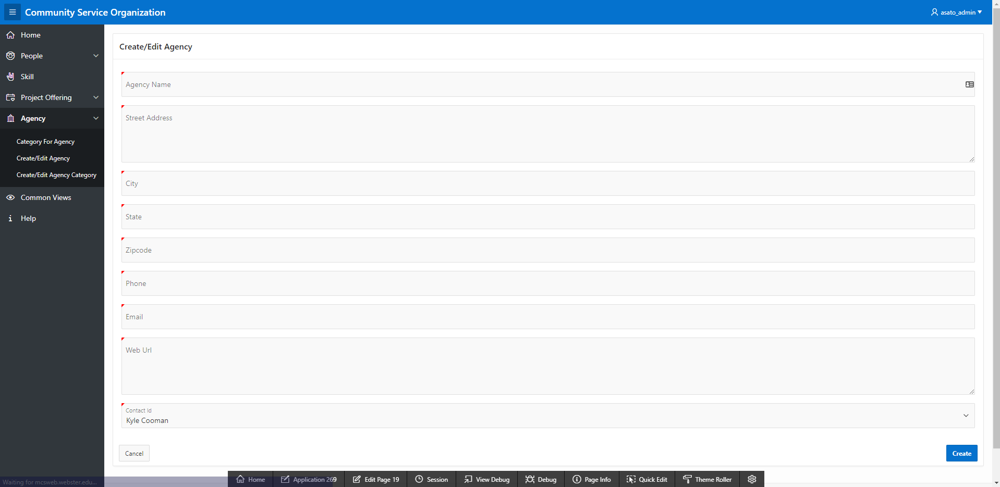 Community Service Organization
asato_admin
Home
People
Skill
Project Offering
Agency
Category For Agency
Create/Edit Agency
Create/Edit Agency Category
Common Views
Help
Create/Edit Agency
Agency Name
Street Address
City
State
Zipcode
Phone
Email
Web Url
Contact Id
Kyle Cooman
Cancel
Create
Waiting for mcsweb.webster.edu...
Home
Application 269
Edit Page 19
Session
View Debug
Debug
Page Info
Quick Edit
Theme Roller